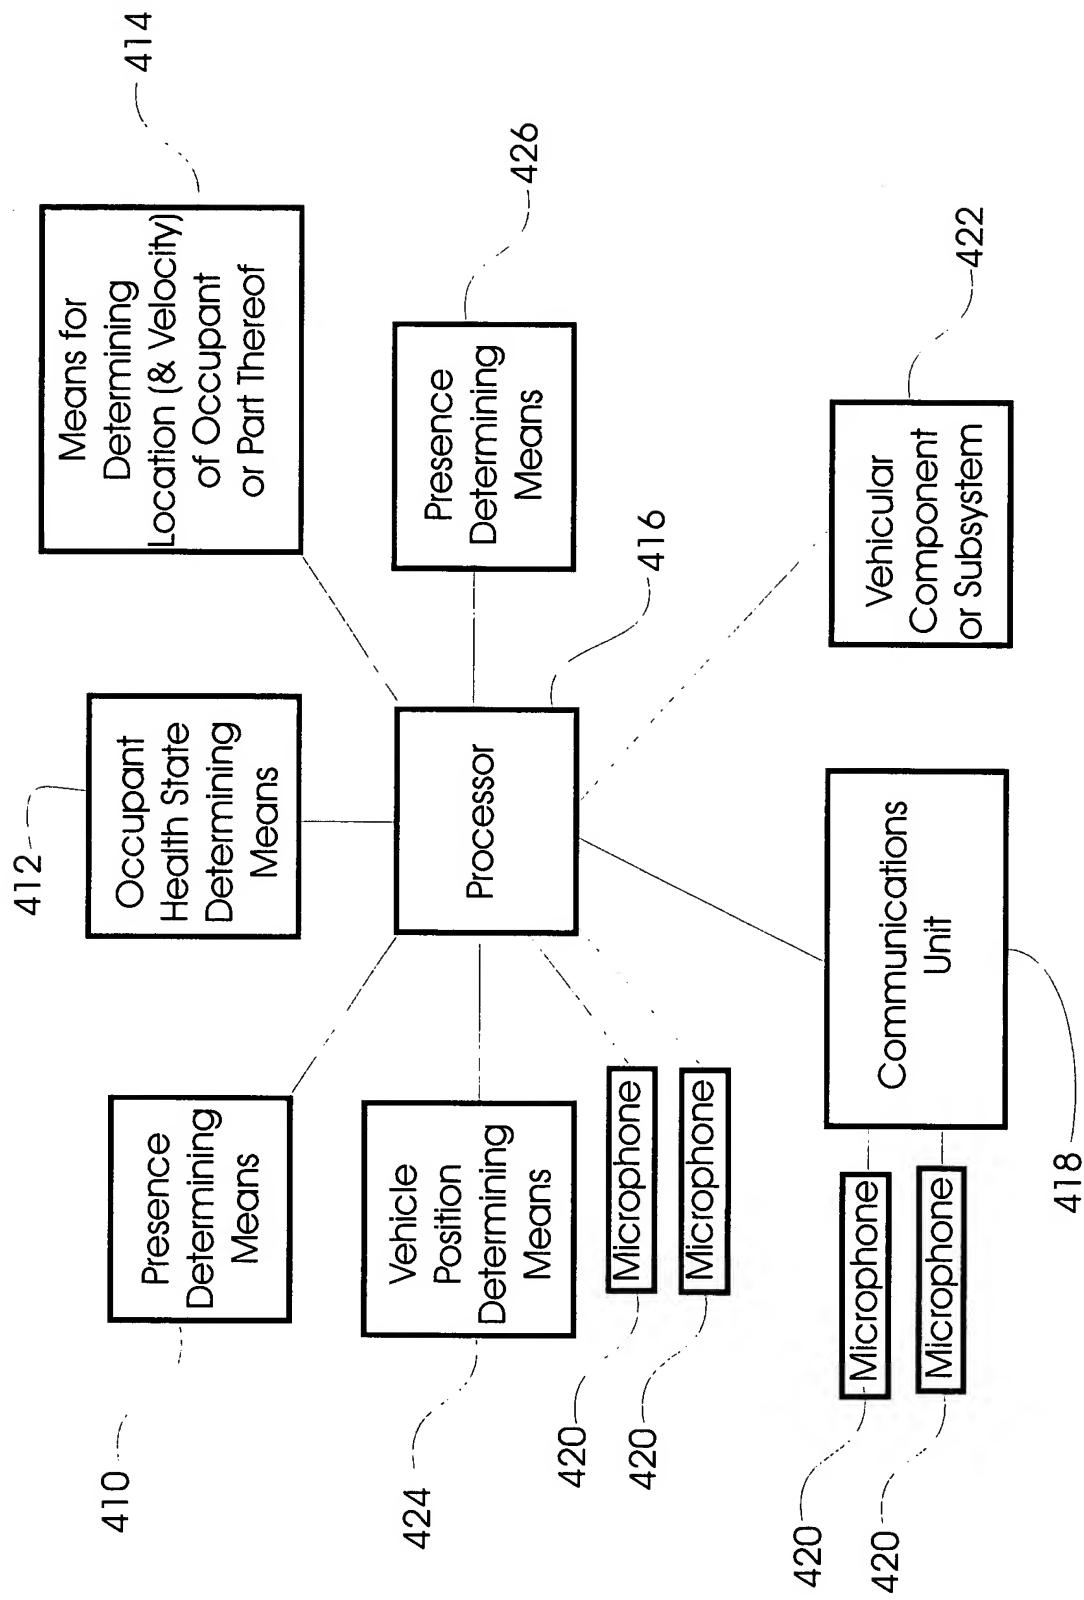 412
414
Occupant
Health State
Determining
Means
Means for
Determining
Location (& Velocity)
of Occupant
or Part Thereof
410
Presence
Determining
Means
424
Vehicle
Position
Determining
Means
Processor
416
Presence
Determining
Means
426
420
Microphone
420
Microphone
420
Microphone
420
Microphone
Communications
Unit
418
Vehicular
Component
or Subsystem
422